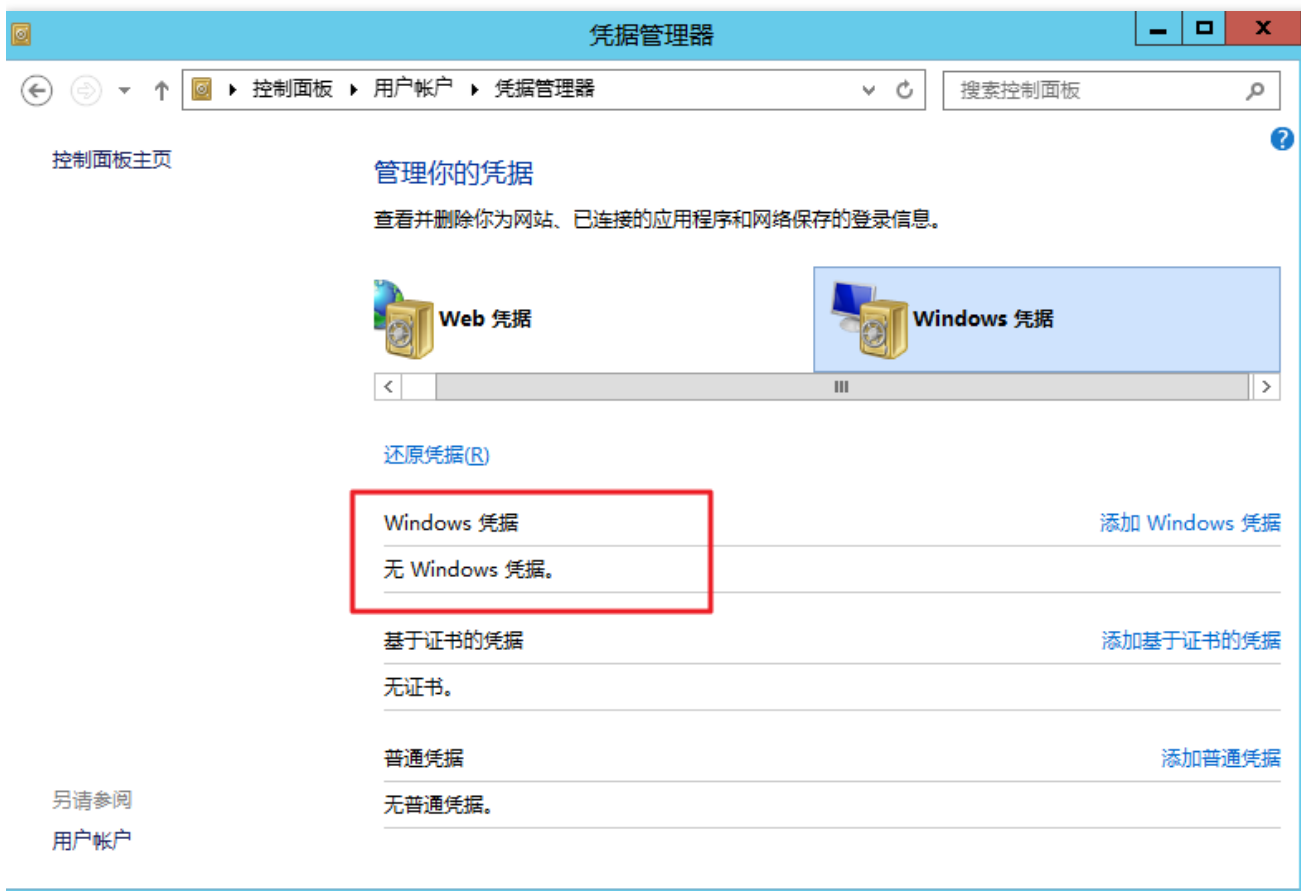 凭据管理器
控制面板 用户帐户 凭据管理器 搜索控制面板
控制面板主页
管理你的凭据
查看并删除你为网站、已连接的应用程序和网络保存的登录信息。
Web 凭据 Windows 凭据
还原凭据(R)
Windows 凭据 添加 Windows 凭据
无 Windows 凭据。
基于证书的凭据 添加基于证书的凭据
无证书。
普通凭据 添加普通凭据
无普通凭据。
另请参阅
用户帐户